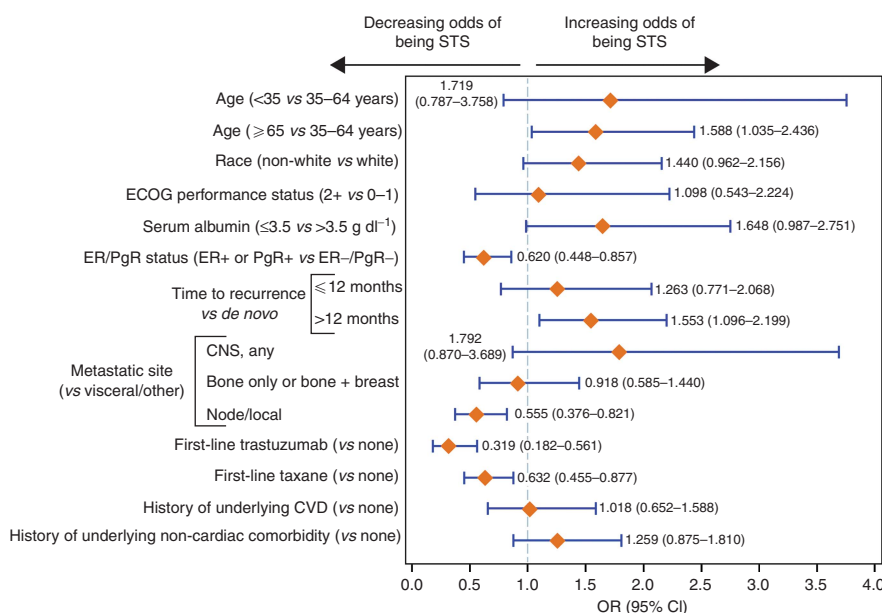 Decreasing odds of
being STS
Increasing odds of
being STS
Age (<35 vs 35–64 years)
1.719
(0.787–3.758)
Age (⩾65 vs 35–64 years)
1.588 (1.035–2.436)
Race (non-white vs white)
1.440 (0.962–2.156)
ECOG performance status (2+ vs 0–1)
1.098 (0.543–2.224)
Serum albumin (≤3.5 vs >3.5 g dl⁻¹)
1.648 (0.987–2.751)
ER/PgR status (ER+ or PgR+ vs ER–/PgR–)
0.620 (0.448–0.857)
Time to recurrence
vs de novo
⩽12 months
1.263 (0.771–2.068)
>12 months
1.553 (1.096–2.199)
Metastatic site
(vs visceral/other)
CNS, any
1.792
(0.870–3.689)
Bone only or bone + breast
0.918 (0.585–1.440)
Node/local
0.555 (0.376–0.821)
First-line trastuzumab (vs none)
0.319 (0.182–0.561)
First-line taxane (vs none)
0.632 (0.455–0.877)
History of underlying CVD (vs none)
1.018 (0.652–1.588)
History of underlying non-cardiac comorbidity (vs none)
1.259 (0.875–1.810)
0.0 0.5 1.0 1.5 2.0 2.5 3.0 3.5 4.0
OR (95% CI)